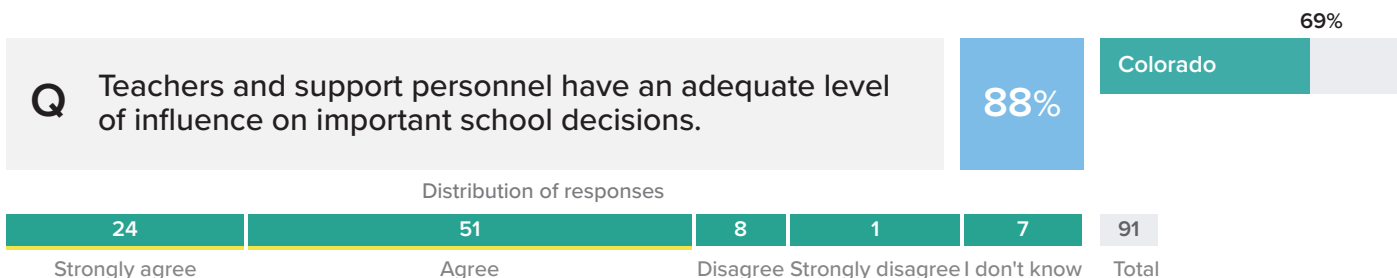 69%
Q Teachers and support personnel have an adequate level
of influence on important school decisions.
88%
Colorado
Distribution of responses
24 51 8 1 7 91
Strongly agree Agree Disagree Strongly disagree I don't know Total